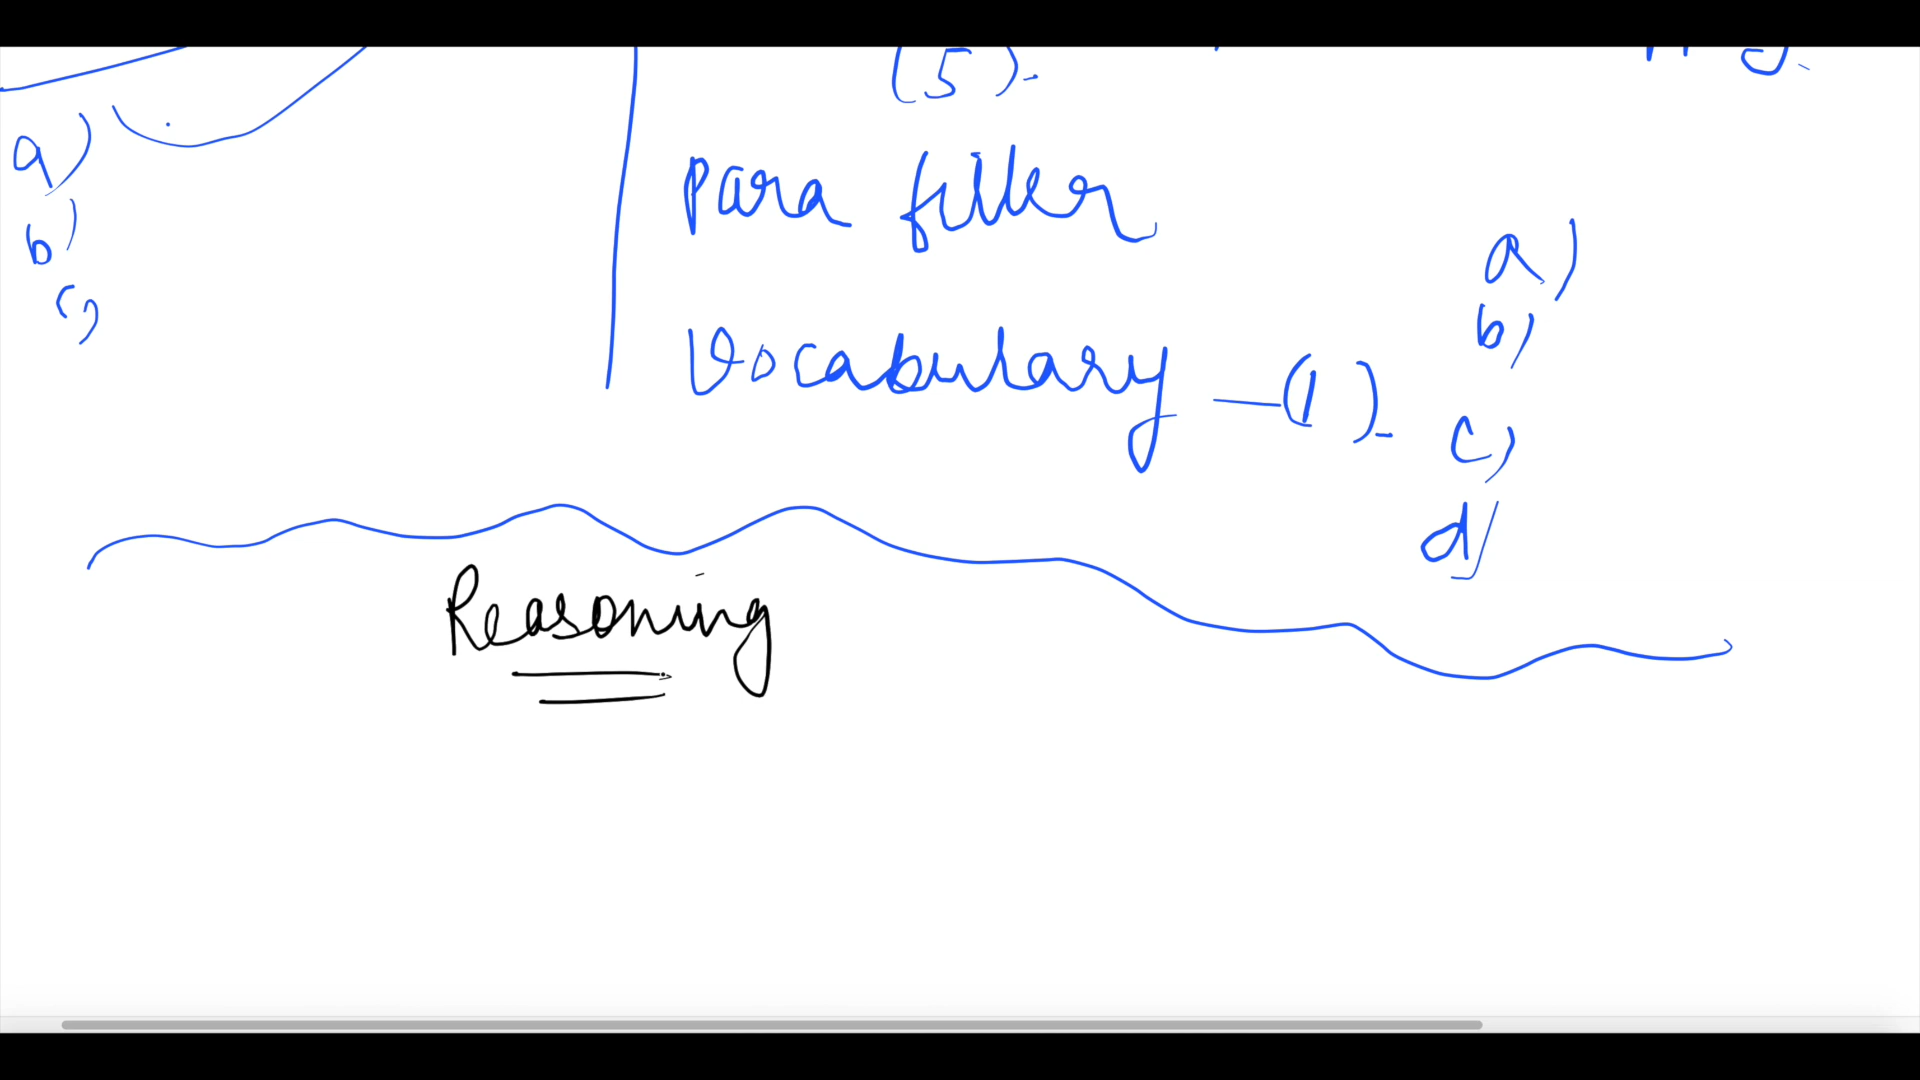 (5).
a)
b)
c)
Para filler
Vocabulary - (1).
a)
b)
c)
d)
Reasoning